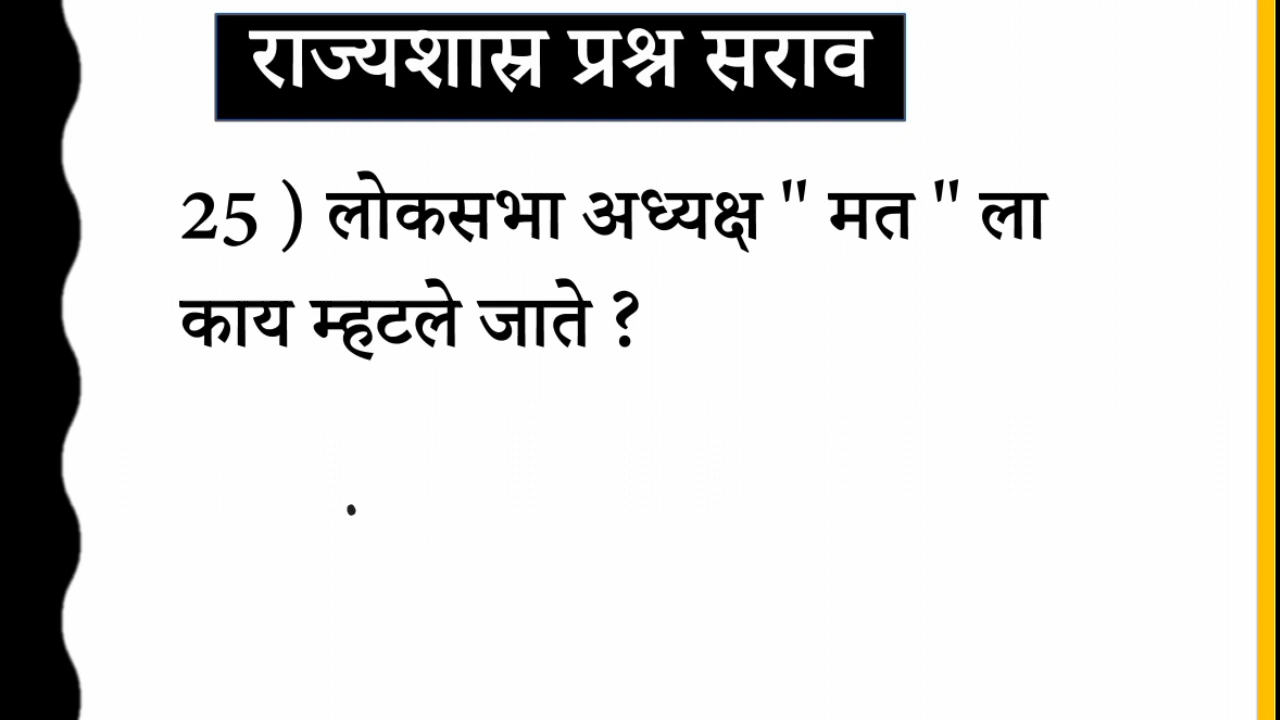 राज्यशास्र प्रश्न सराव
25 ) लोकसभा अध्यक्ष " मत " ला
काय म्हटले जाते ?